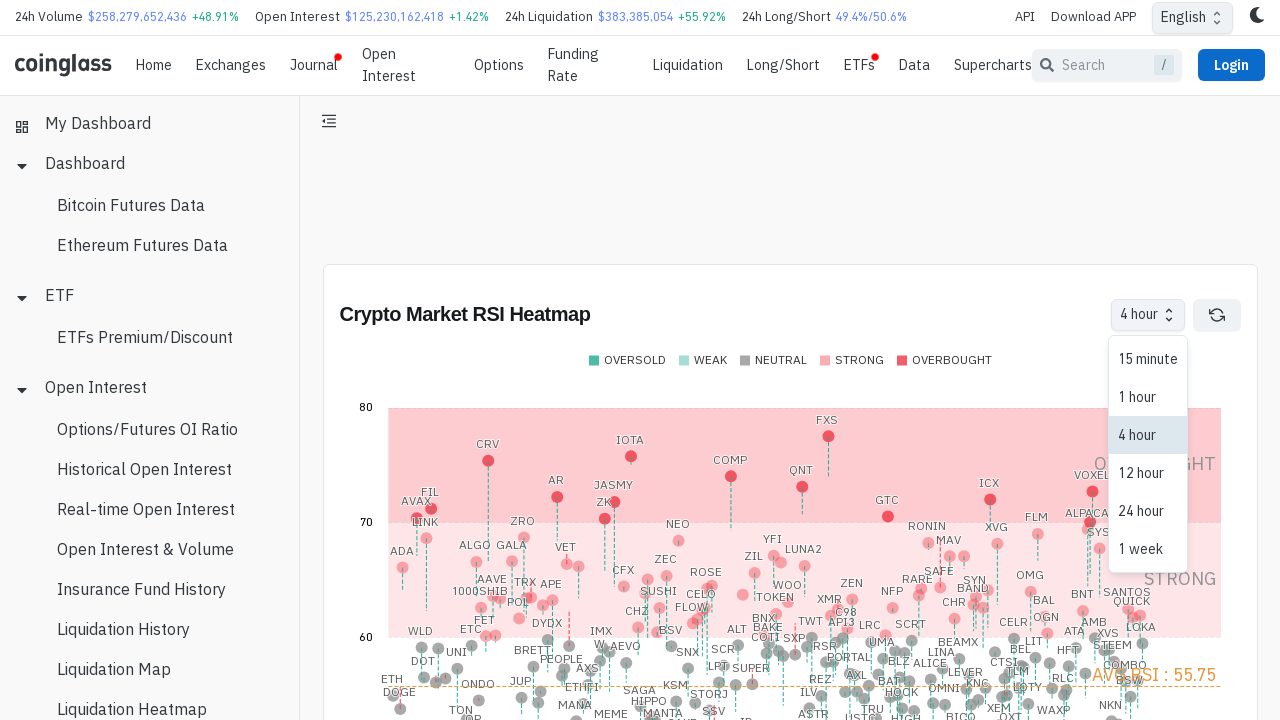 24h Volume $258,279,652,436 +48.91% Open Interest $125,230,162,418 +1.42% 24h Liquidation $383,385,054 +55.92% 24h Long/Short 49.4%/50.6% API Download APP English
coinglass Home Exchanges Journal Open Interest Options Funding Rate Liquidation Long/Short ETFs Data Supercharts Search / Login
My Dashboard
Dashboard
Bitcoin Futures Data
Ethereum Futures Data
ETF
ETFs Premium/Discount
Open Interest
Options/Futures OI Ratio
Historical Open Interest
Real-time Open Interest
Open Interest & Volume
Insurance Fund History
Liquidation History
Liquidation Map
Liquidation Heatmap
Crypto Market RSI Heatmap 4 hour
15 minute
1 hour
4 hour
12 hour
24 hour
1 week
OVERSOLD WEAK NEUTRAL STRONG OVERBOUGHT
80
FXS
CRV IOTA
COMP QNT
AR JASMY ICX VOXEL
FIL AVAX ZK GTC
70
LINK ZRO NEO RONIN XVG FLM ALPACA
ALGO GALA VET YFI LUNA2 MAV
ADA CFX ZEC ROSE ZIL SAFE STRONG
AAVE TRX APE SUSHI CELO WOO ZEN RARE SYN OMG
1000SHIB POL FLOW TOKEN XMR NFP BAND BAL BNT SANTOS
FET DYDX CHZ BNX C98 CHR QUICK
60
WLD ETC IMX BSV ALT BAKE TWT API3 LRC SCRT CELR OGN ATA AMB LOKA
UNI BRETT AEVO SNX SCR COTI SXP RSR UMA BEAMX LIT XVS
DOT PEOPLE LPT SUPER PORTAL BLZ LINA BEL HFT STEEM
AXS ALICE CTSI COMBO
ETH JUP ETHFI KSM REZ AXL BAT LEVER RLC AVG RSI : 55.75
DOGE ONDO SAGA STORJ ILV HOOK OMNI KNC BSW
TON MANA HIPPO SSV TRU XEM WAXP NKN
MEME MANTA ASTR HIGH BICO OXT